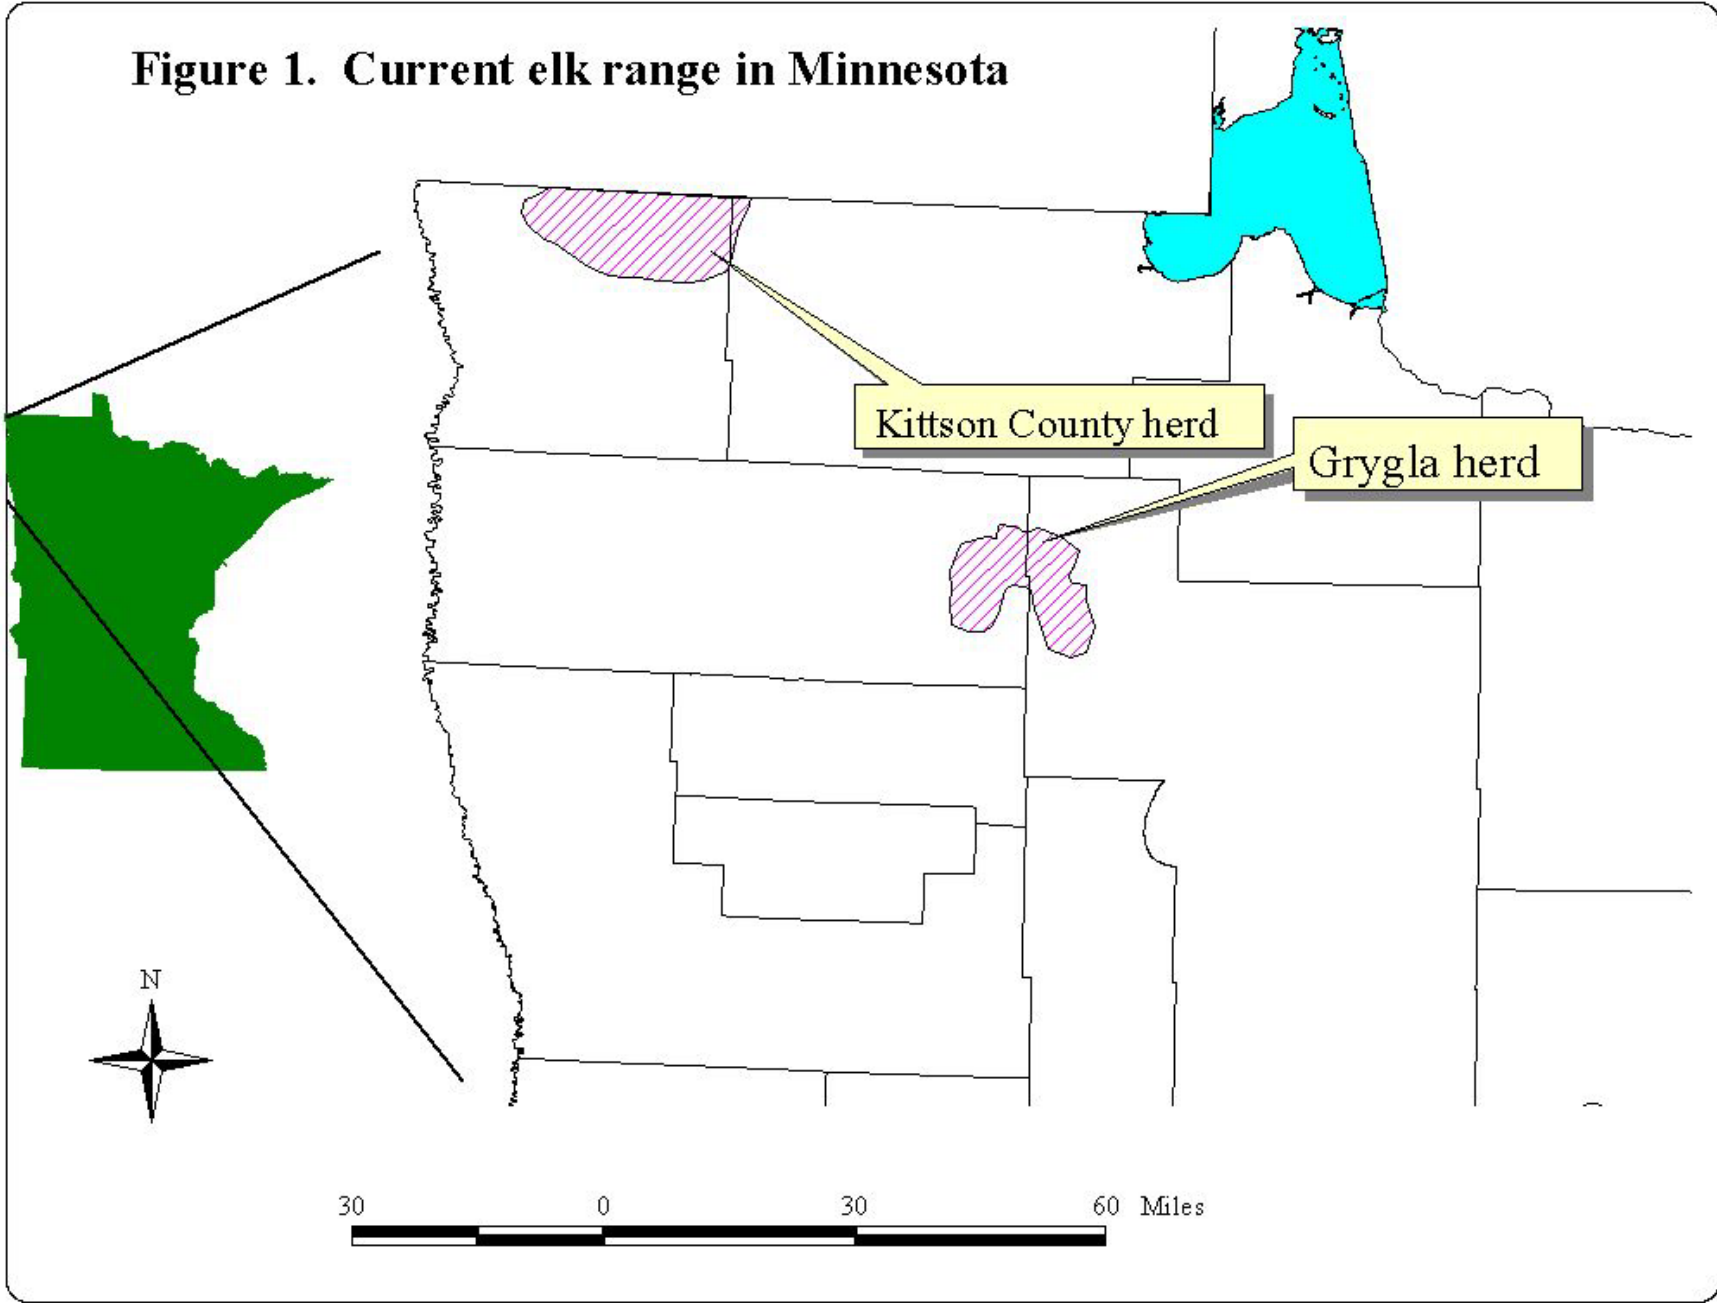 Figure 1. Current elk range in Minnesota
Kittson County herd
Grygla herd
N
30 0 30 60 Miles